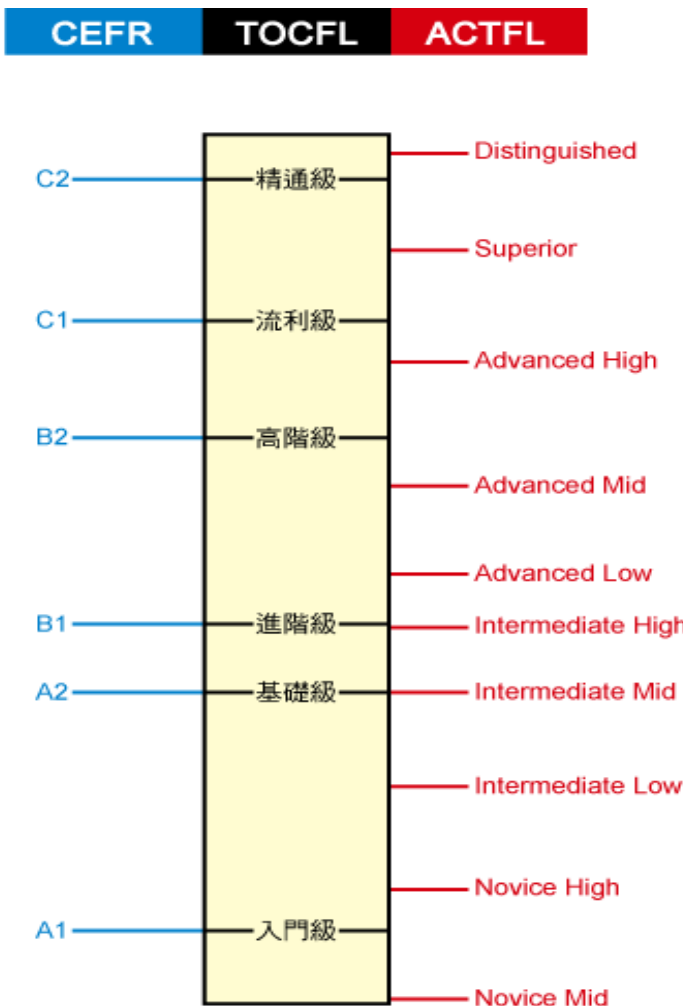 CEFR TOCFL ACTFL
Distinguished
C2 精通級
Superior
C1 流利級
Advanced High
B2 高階級
Advanced Mid
Advanced Low
B1 進階級 Intermediate High
A2 基礎級 Intermediate Mid
Intermediate Low
Novice High
A1 入門級
Novice Mid